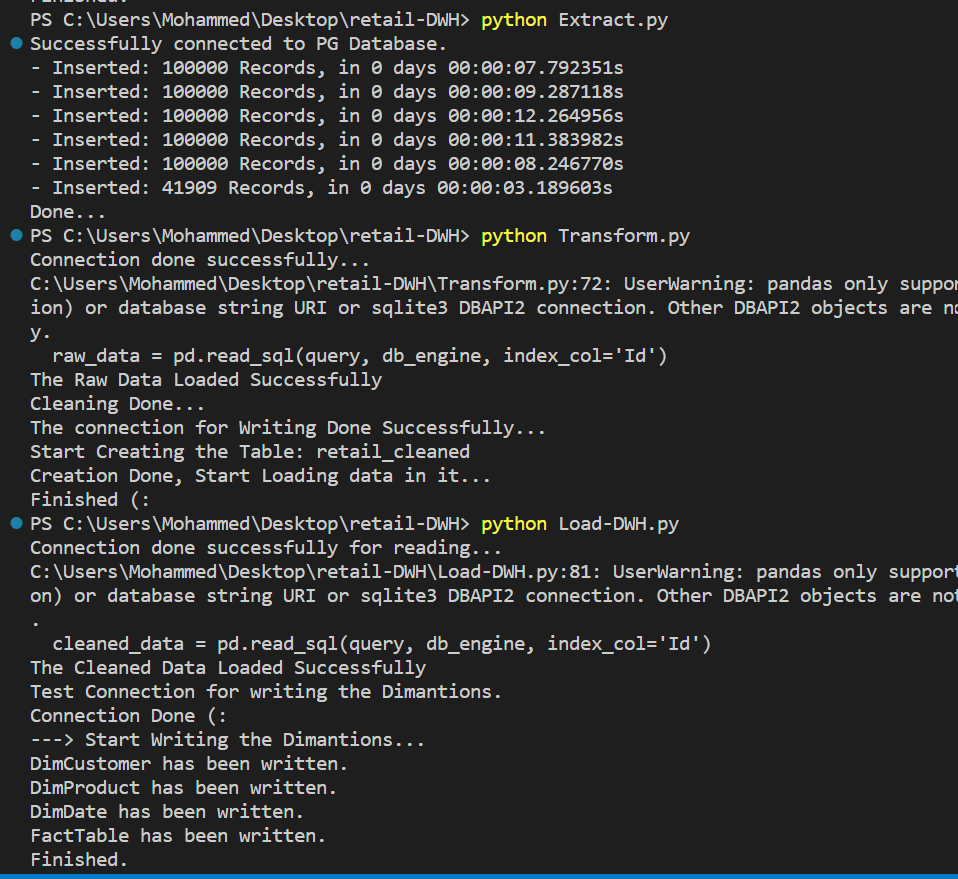 PS C:\Users\Mohammed\Desktop\retail-DWH> python Extract.py
Successfully connected to PG Database.
- Inserted: 100000 Records, in 0 days 00:00:07.792351s
- Inserted: 100000 Records, in 0 days 00:00:09.287118s
- Inserted: 100000 Records, in 0 days 00:00:12.264956s
- Inserted: 100000 Records, in 0 days 00:00:11.383982s
- Inserted: 100000 Records, in 0 days 00:00:08.246770s
- Inserted: 41909 Records, in 0 days 00:00:03.189603s
Done...
PS C:\Users\Mohammed\Desktop\retail-DWH> python Transform.py
Connection done successfully...
C:\Users\Mohammed\Desktop\retail-DWH\Transform.py:72: UserWarning: pandas only suppor
ion) or database string URI or sqlite3 DBAPI2 connection. Other DBAPI2 objects are no
y.
  raw_data = pd.read_sql(query, db_engine, index_col='Id')
The Raw Data Loaded Successfully
Cleaning Done...
The connection for Writing Done Successfully...
Start Creating the Table: retail_cleaned
Creation Done, Start Loading data in it...
Finished (:
PS C:\Users\Mohammed\Desktop\retail-DWH> python Load-DWH.py
Connection done successfully for reading...
C:\Users\Mohammed\Desktop\retail-DWH\Load-DWH.py:81: UserWarning: pandas only support
on) or database string URI or sqlite3 DBAPI2 connection. Other DBAPI2 objects are not
.
  cleaned_data = pd.read_sql(query, db_engine, index_col='Id')
The Cleaned Data Loaded Successfully
Test Connection for writing the Dimantions.
Connection Done (:
---> Start Writing the Dimantions...
DimCustomer has been written.
DimProduct has been written.
DimDate has been written.
FactTable has been written.
Finished.